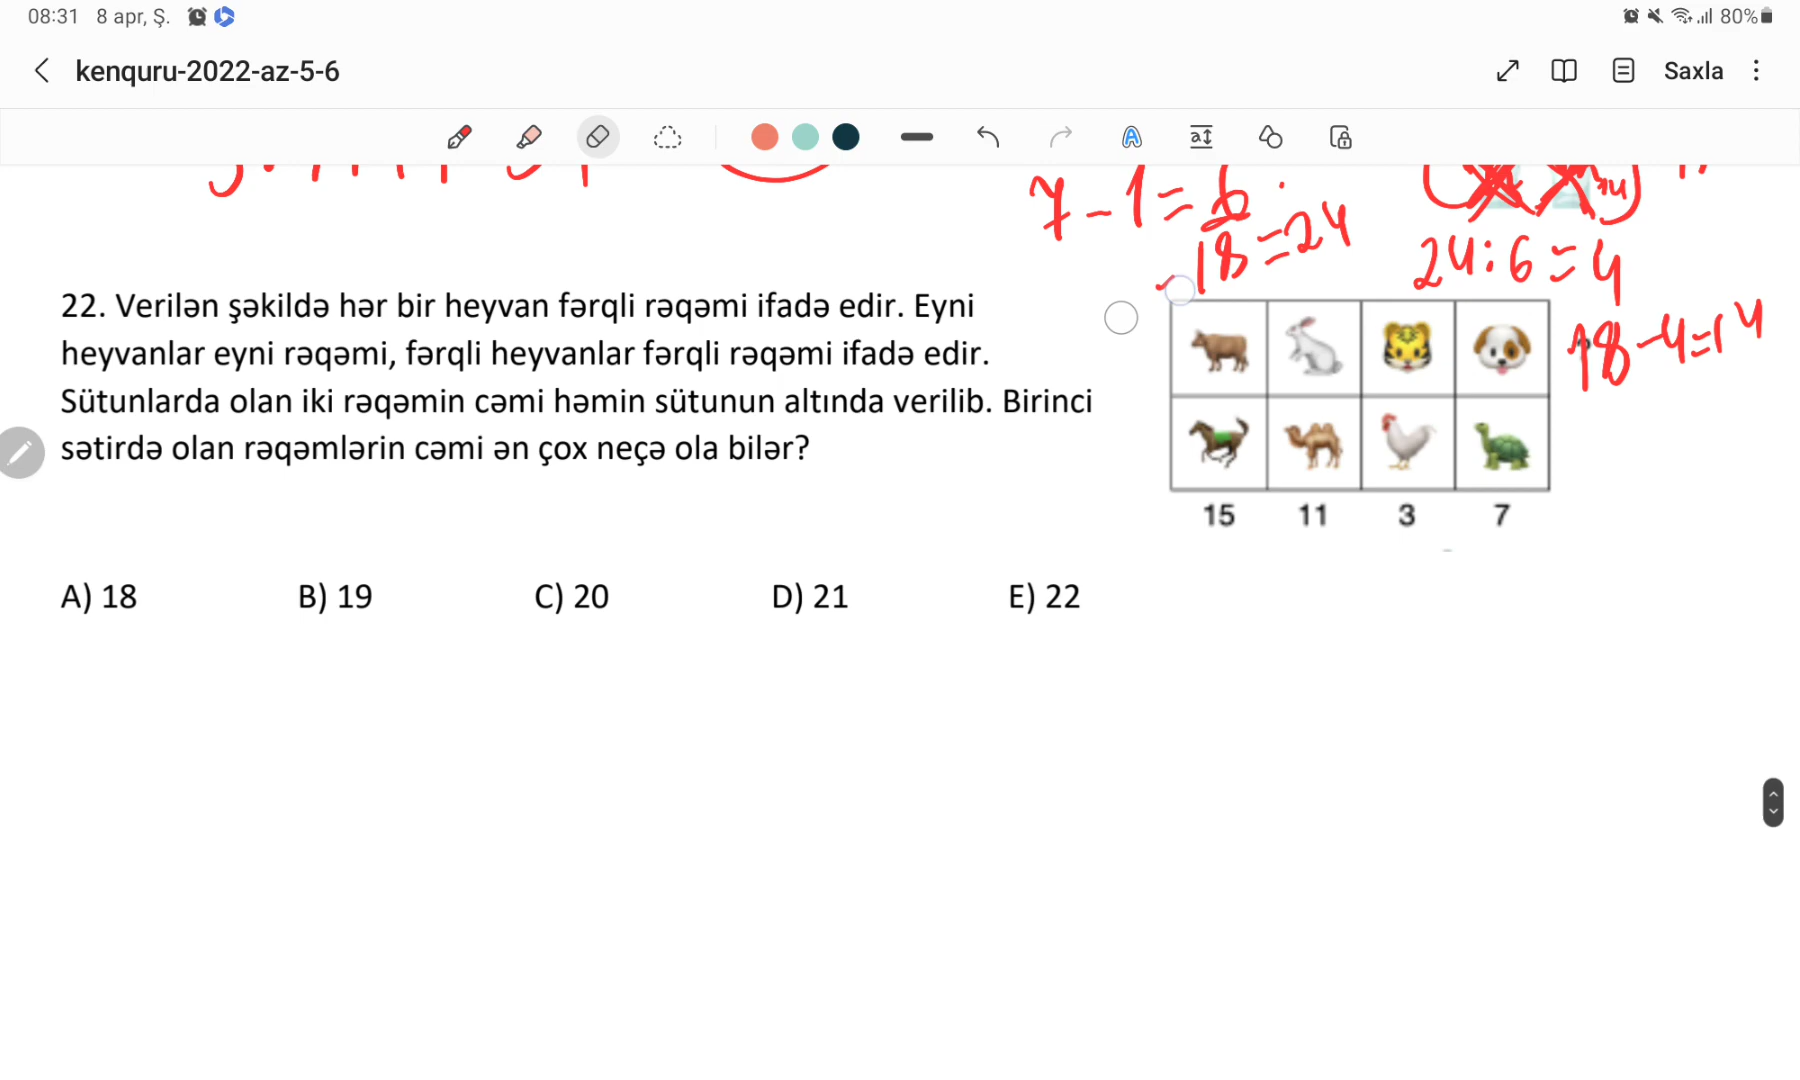 08:31 8 apr, Ş. 80%
kenquru-2022-az-5-6 Saxla
7 - 1 = 6
18 = 24
24 : 6 = 4
18 - 4 = 14
22. Verilən şəkildə hər bir heyvan fərqli rəqəmi ifadə edir. Eyni
heyvanlar eyni rəqəmi, fərqli heyvanlar fərqli rəqəmi ifadə edir.
Sütunlarda olan iki rəqəmin cəmi həmin sütunun altında verilib. Birinci
sətirdə olan rəqəmlərin cəmi ən çox neçə ola bilər?
15 11 3 7
A) 18 B) 19 C) 20 D) 21 E) 22